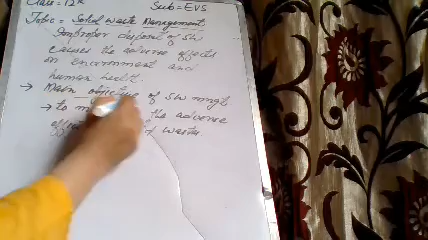 Class = 12th Sub = EVS
Topic = Solid waste Management
Improper disposal of SW
causes the adverse effects
on environment and
human health.
→ Main objective of SW mngt
→ to the adverse
of waste